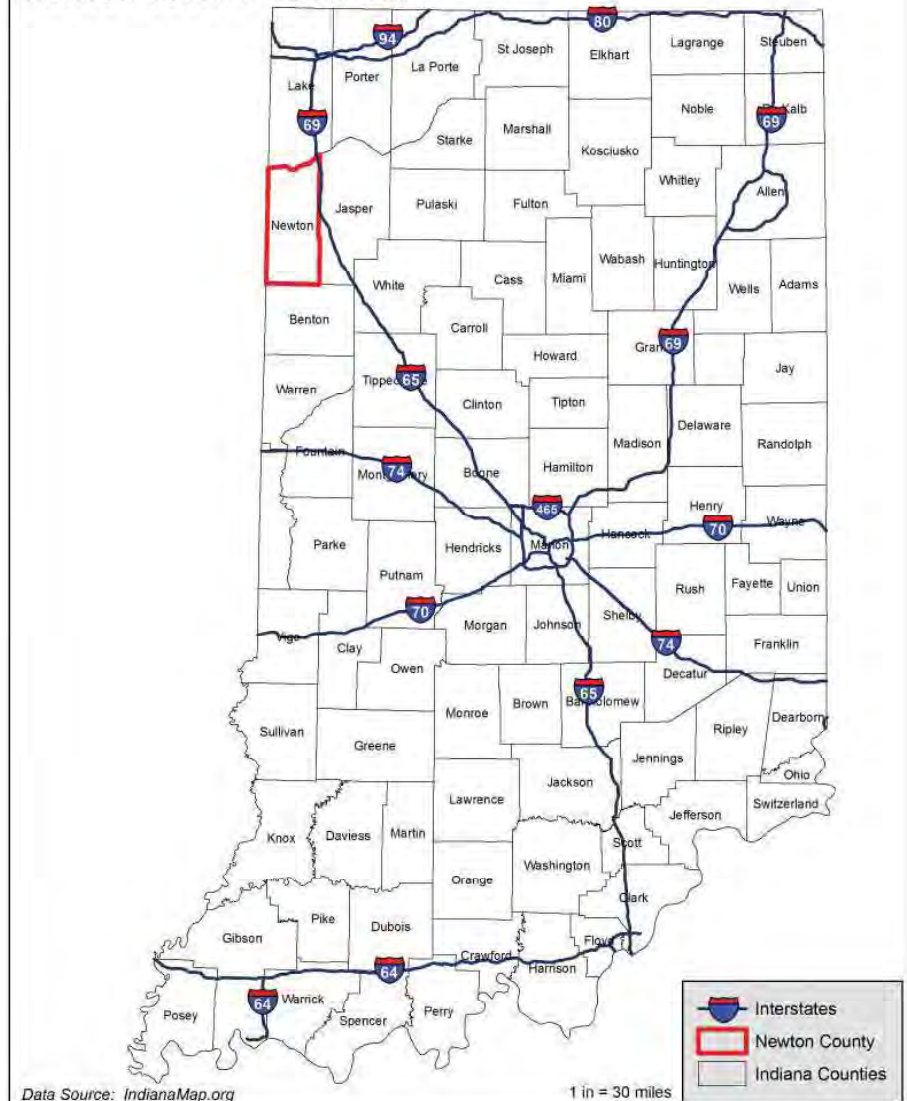 80
94
St Joseph
Lagrange
Steuben
Elkhart
La Porte
Porter
Lake
Noble
69
69
Marshall
Starke
Kosciusko
Whitley
Allen
Jasper
Pulaski
Fulton
Newton
Wabash
Huntington
Miami
Cass
White
Wells
Adams
Benton
Carroll
69
Howard
Jay
65
Warren
Clinton
Tipton
Delaware
Madison
Randolph
Fountain
74
Boone
Hamilton
465
Henry
70
Wayne
Hancock
Parke
Hendricks
Marion
Putnam
Rush
Fayette
Union
70
Morgan
Johnson
Shelby
Vigo
Clay
74
Franklin
Owen
Decatur
65
Monroe
Brown
Sullivan
Greene
Ripley
Dearborn
Jennings
Ohio
Jackson
Lawrence
Switzerland
Jefferson
Knox
Daviess
Martin
Scott
Washington
Orange
Clark
Pike
Dubois
Gibson
Floyd
Crawford
Harrison
64
64
Warrick
Posey
Spencer
Perry
Interstates
Newton County
Indiana Counties
Data Source: IndianaMap.org
1 in = 30 miles